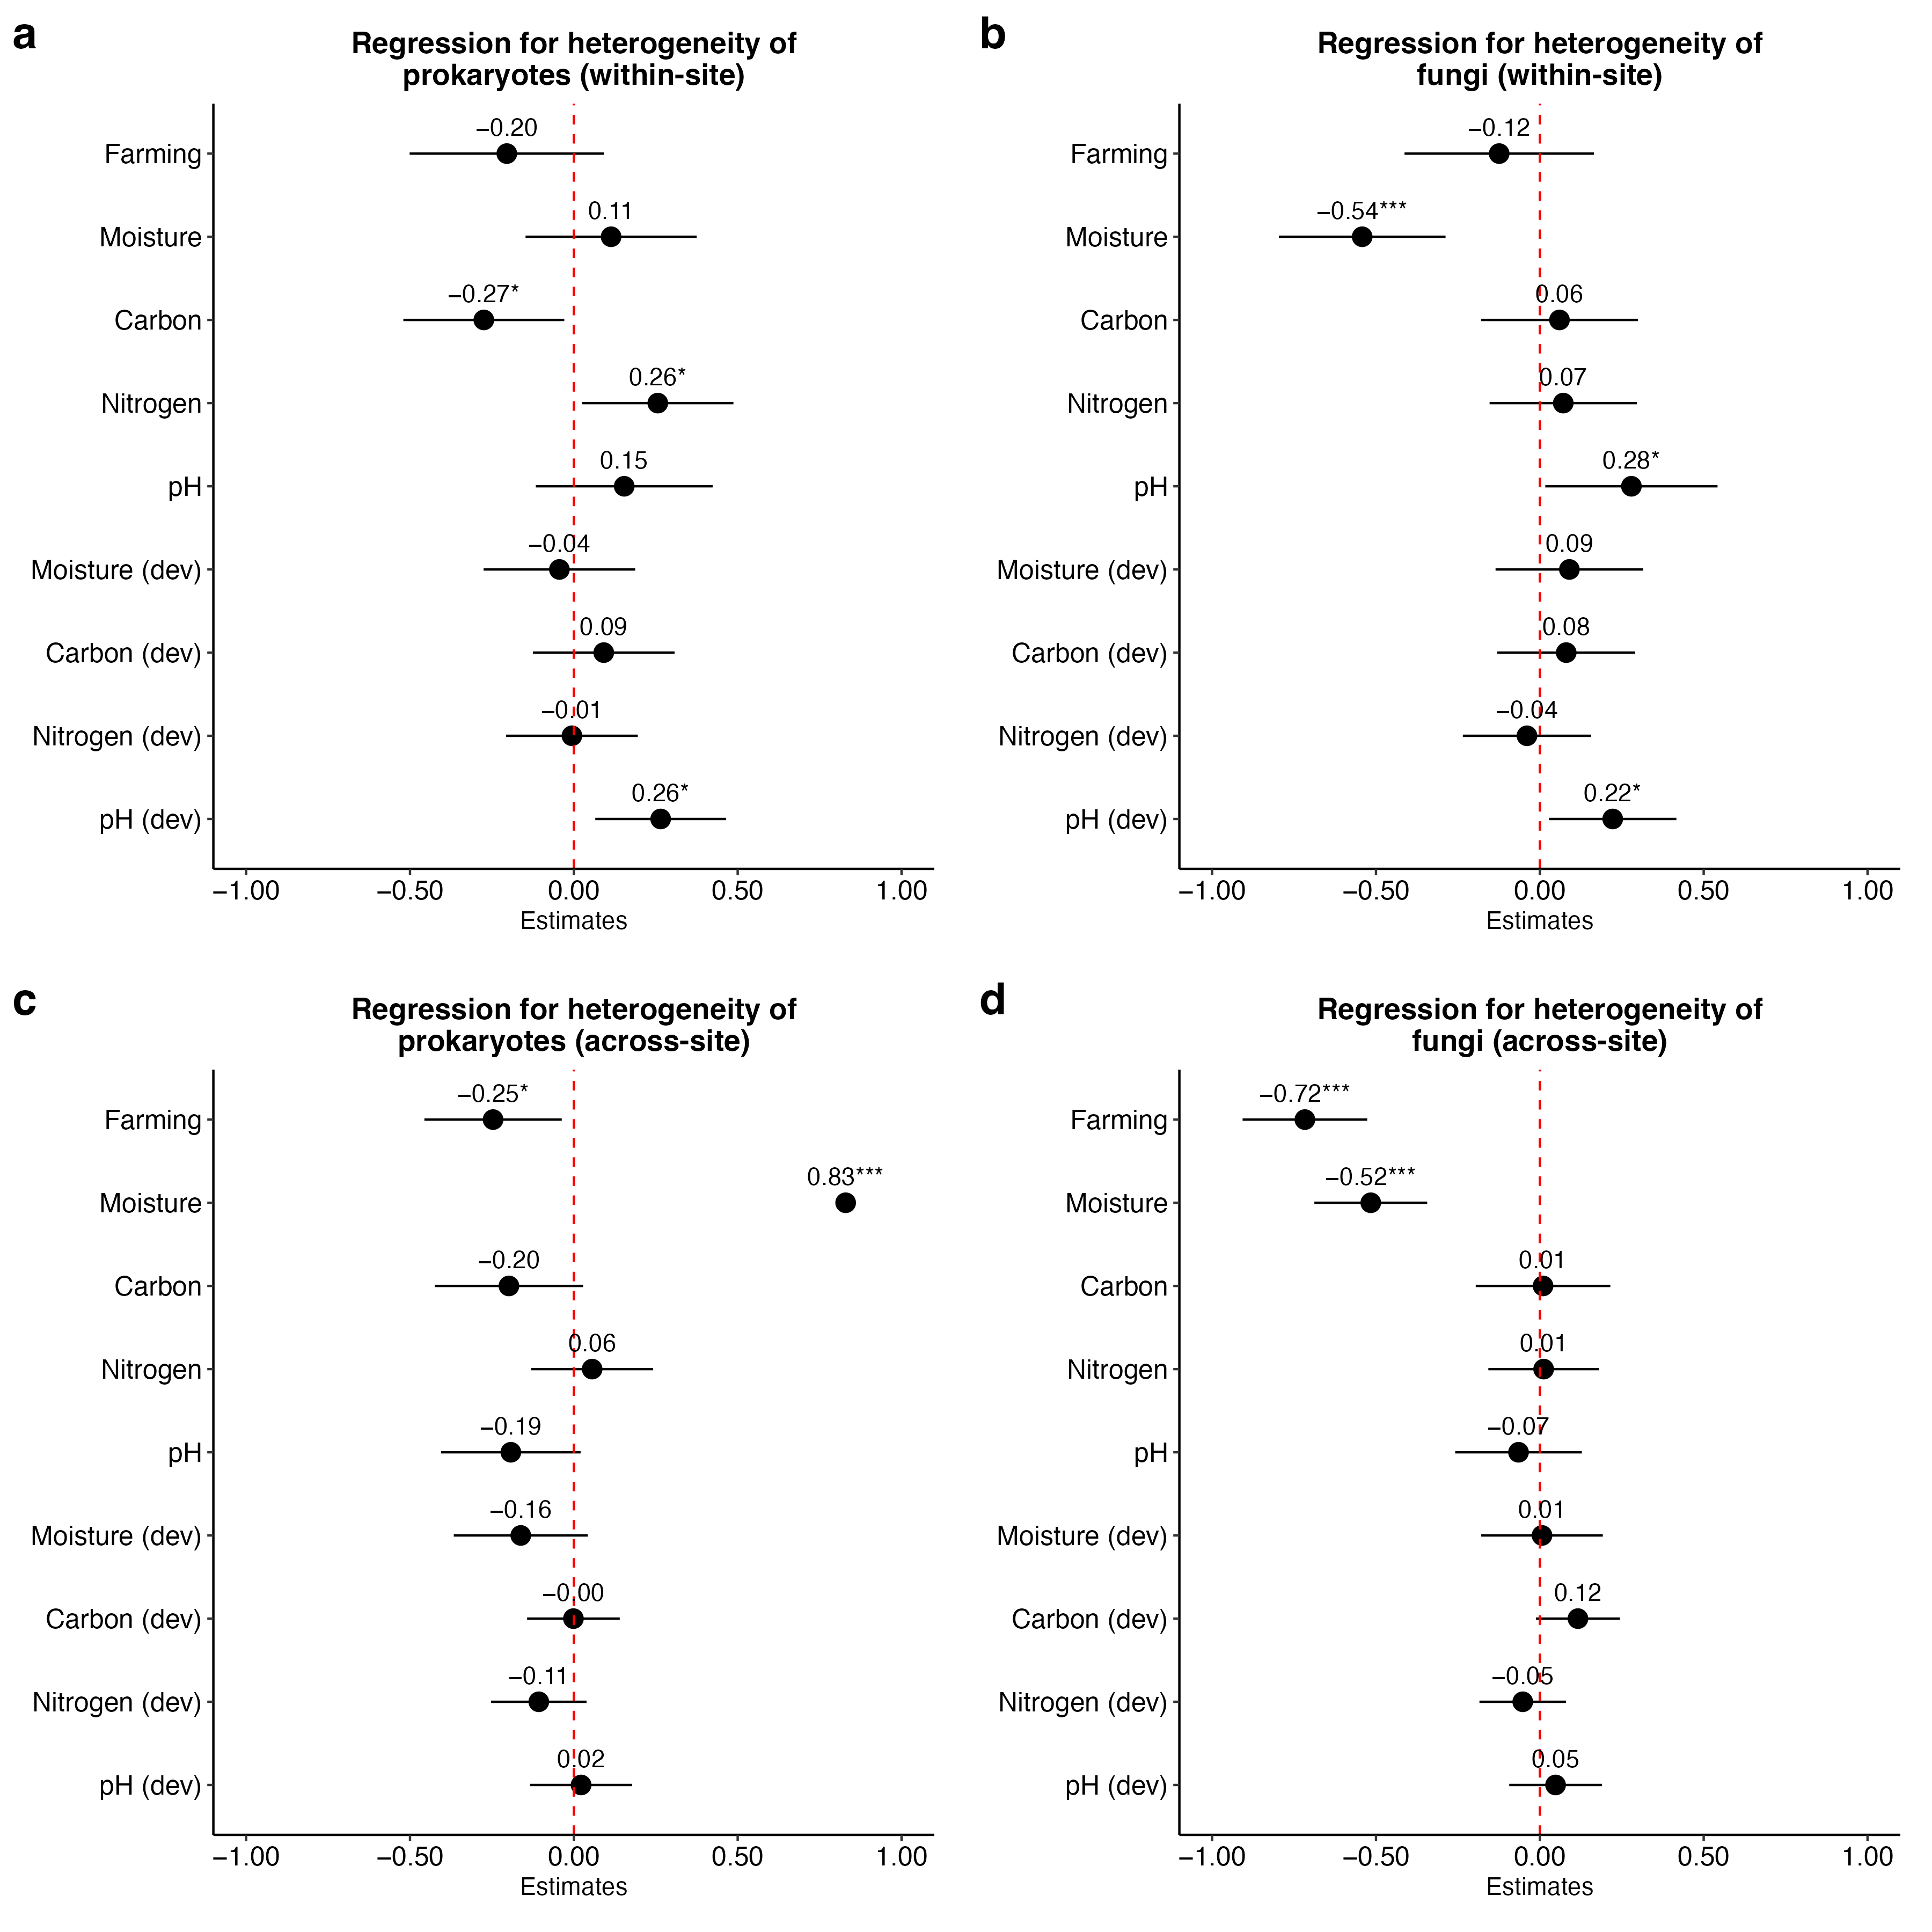 a
Regression for heterogeneity of
prokaryotes (within-site)
Farming
−0.20
Moisture
0.11
Carbon
−0.27*
Nitrogen
0.26*
pH
0.15
Moisture (dev)
−0.04
Carbon (dev)
0.09
Nitrogen (dev)
−0.01
pH (dev)
0.26*
−1.00 −0.50 0.00 0.50 1.00
Estimates
b
Regression for heterogeneity of
fungi (within-site)
Farming
−0.12
Moisture
−0.54***
Carbon
0.06
Nitrogen
0.07
pH
0.28*
Moisture (dev)
0.09
Carbon (dev)
0.08
Nitrogen (dev)
−0.04
pH (dev)
0.22*
−1.00 −0.50 0.00 0.50 1.00
Estimates
c
Regression for heterogeneity of
prokaryotes (across-site)
Farming
−0.25*
Moisture
0.83***
Carbon
−0.20
Nitrogen
0.06
pH
−0.19
Moisture (dev)
−0.16
Carbon (dev)
−0.00
Nitrogen (dev)
−0.11
pH (dev)
0.02
−1.00 −0.50 0.00 0.50 1.00
Estimates
d
Regression for heterogeneity of
fungi (across-site)
Farming
−0.72***
Moisture
−0.52***
Carbon
0.01
Nitrogen
0.01
pH
−0.07
Moisture (dev)
0.01
Carbon (dev)
0.12
Nitrogen (dev)
−0.05
pH (dev)
0.05
−1.00 −0.50 0.00 0.50 1.00
Estimates